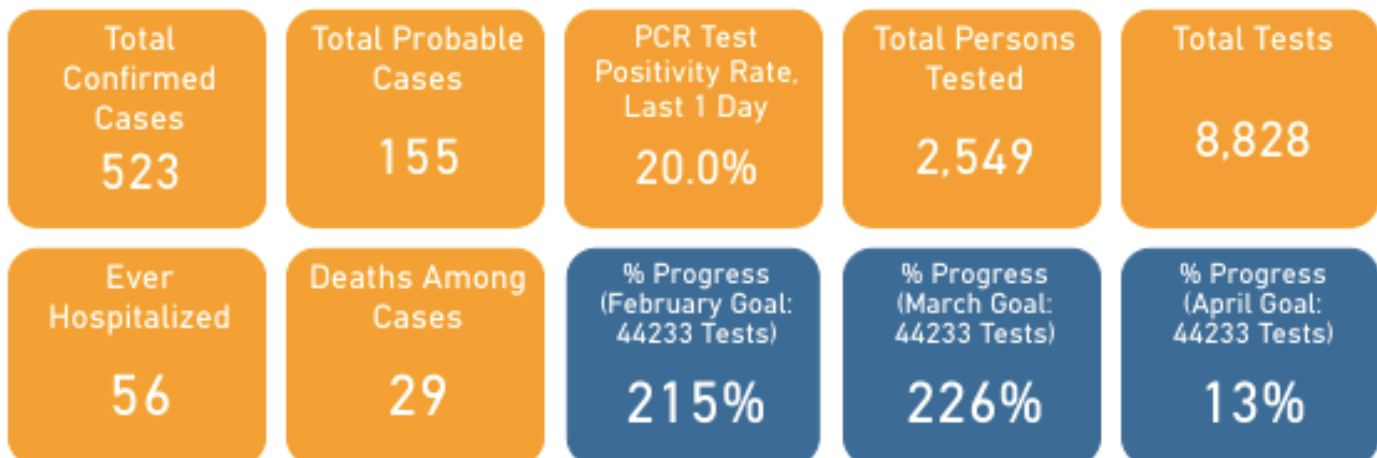 Total
Confirmed
Cases
523
Total Probable
Cases
155
PCR Test
Positivity Rate,
Last 1 Day
20.0%
Total Persons
Tested
2,549
Total Tests
8,828
Ever
Hospitalized
56
Deaths Among
Cases
29
% Progress
(February Goal:
44233 Tests)
215%
% Progress
(March Goal:
44233 Tests)
226%
% Progress
(April Goal:
44233 Tests)
13%